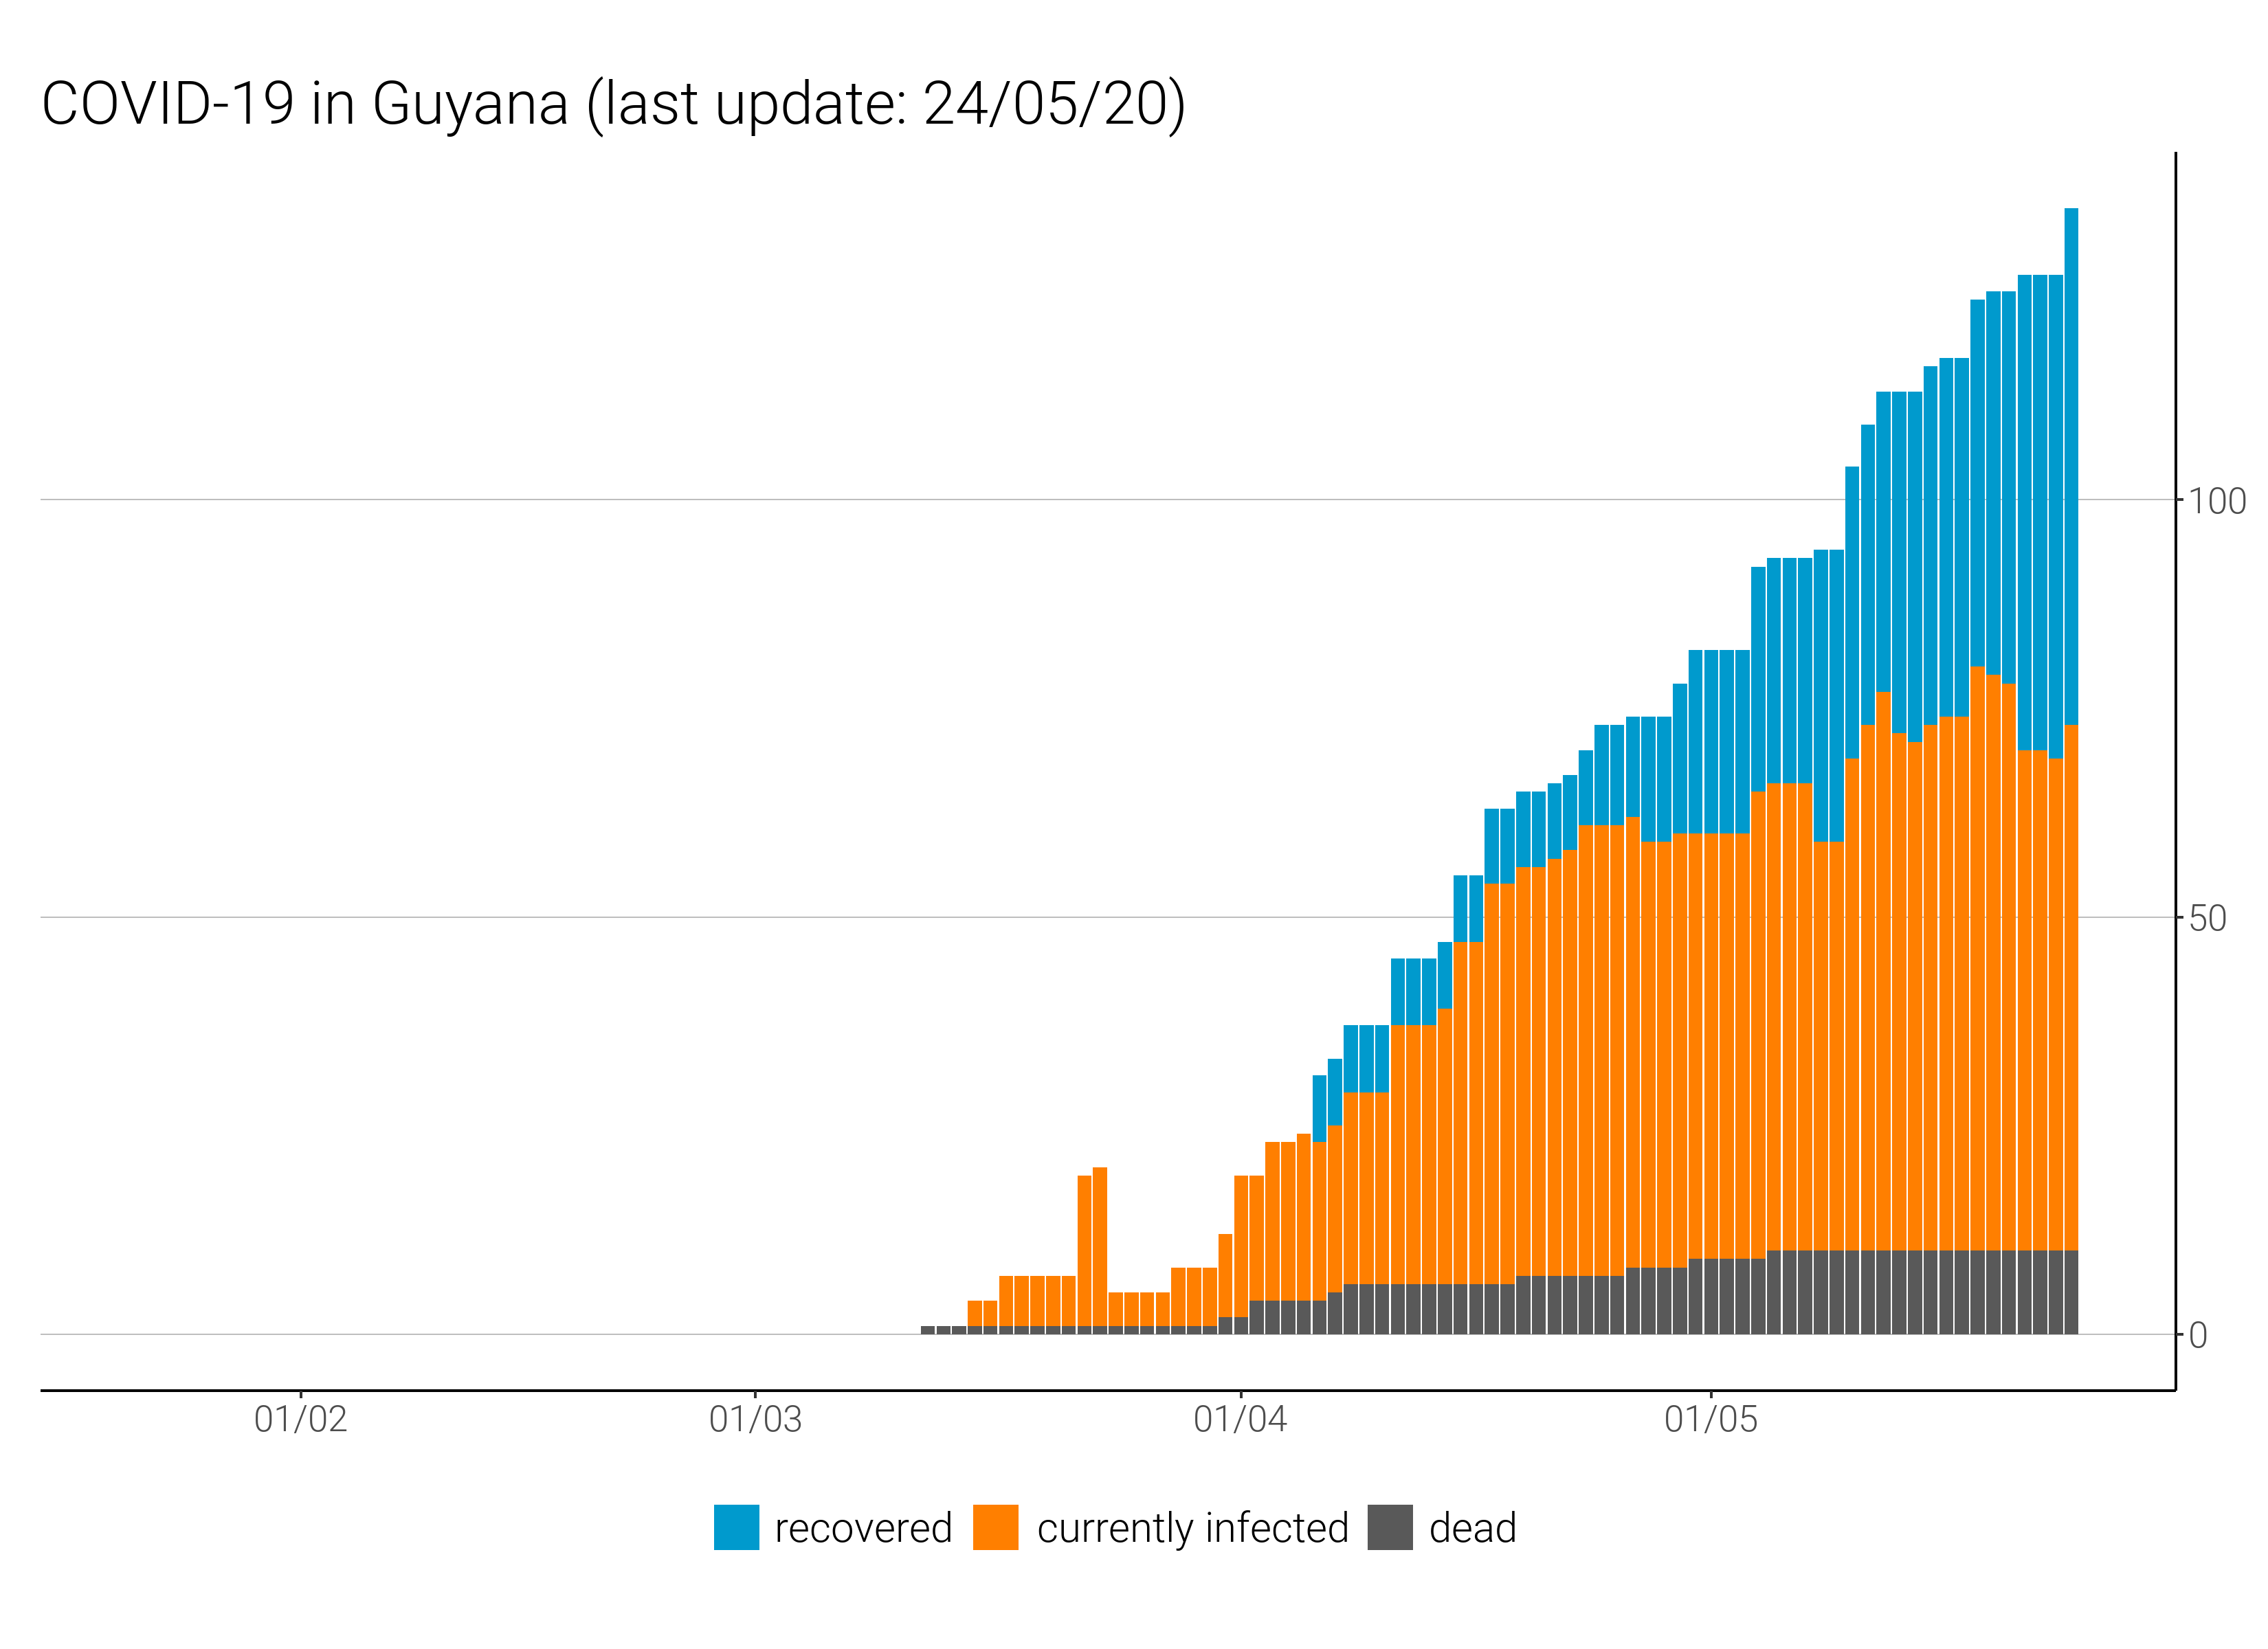 COVID-19 in Guyana (last update: 24/05/20)
100
50
0
01/02 01/03 01/04 01/05
recovered currently infected dead